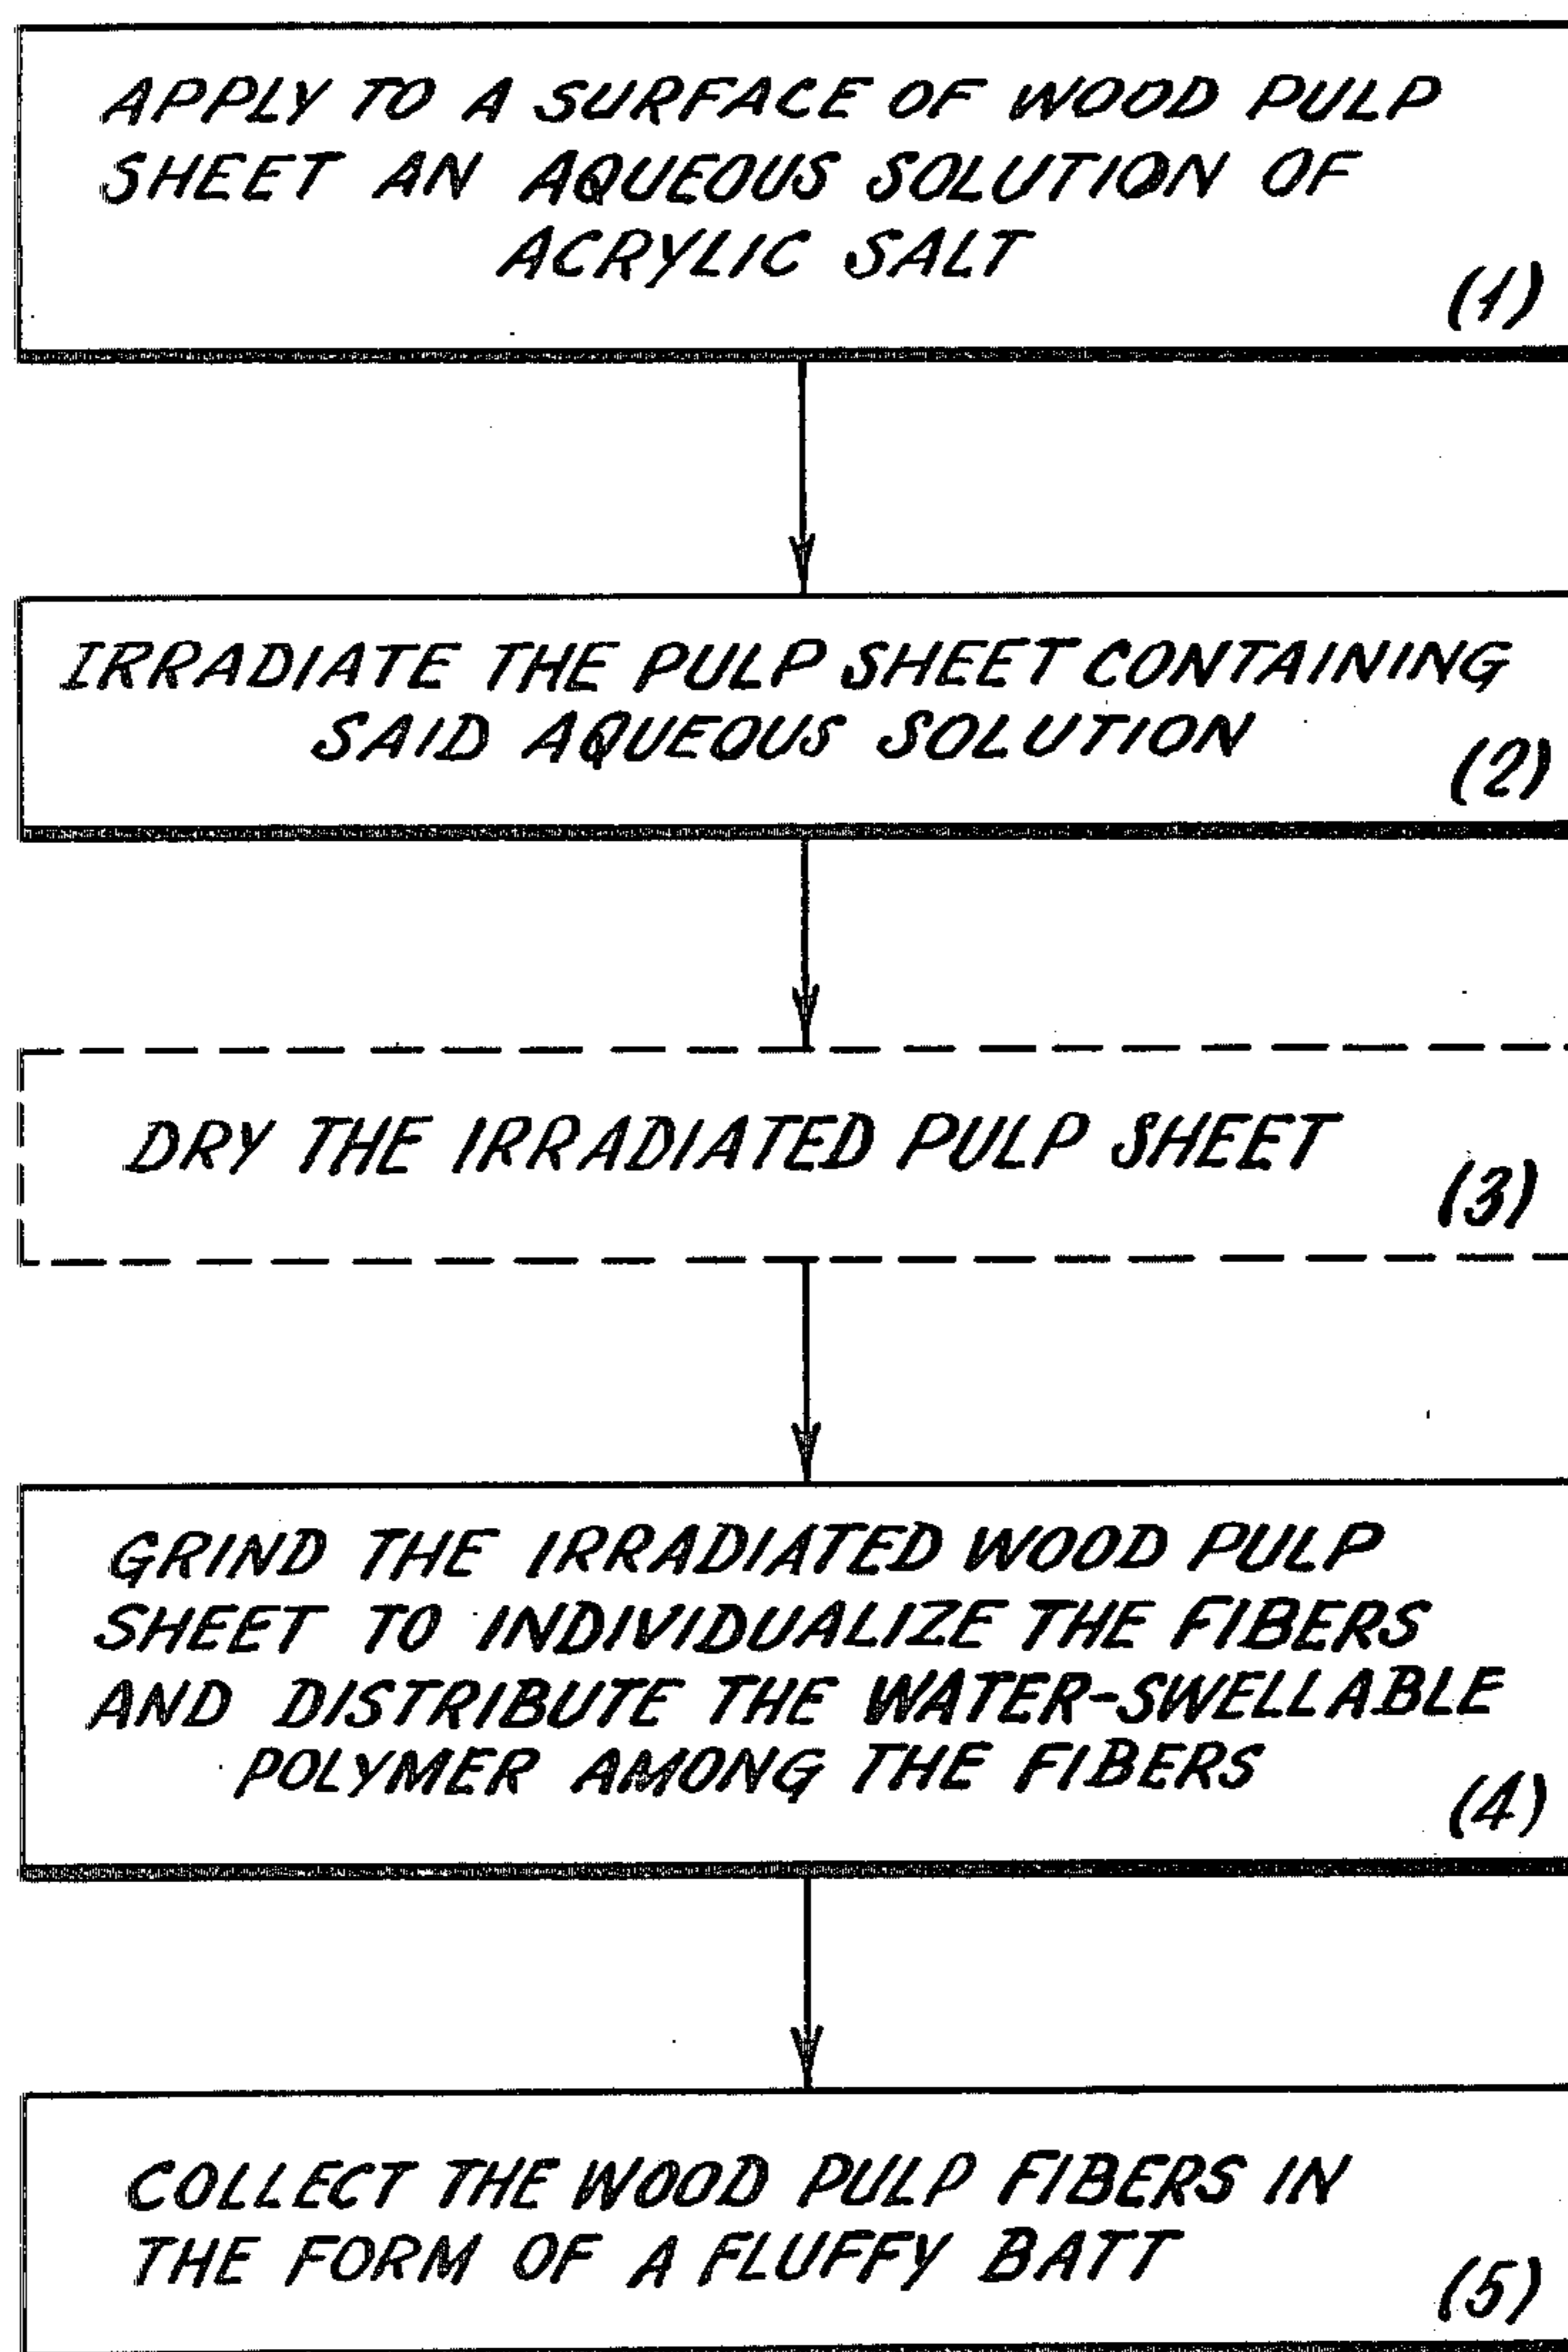 APPLY TO A SURFACE OF WOOD PULP
SHEET AN AQUEOUS SOLUTION OF
ACRYLIC SALT
(1)
IRRADIATE THE PULP SHEET CONTAINING
SAID AQUEOUS SOLUTION
(2)
DRY THE IRRADIATED PULP SHEET
(3)
GRIND THE IRRADIATED WOOD PULP
SHEET TO INDIVIDUALIZE THE FIBERS
AND DISTRIBUTE THE WATER-SWELLABLE
POLYMER AMONG THE FIBERS
(4)
COLLECT THE WOOD PULP FIBERS IN
THE FORM OF A FLUFFY BATT
(5)